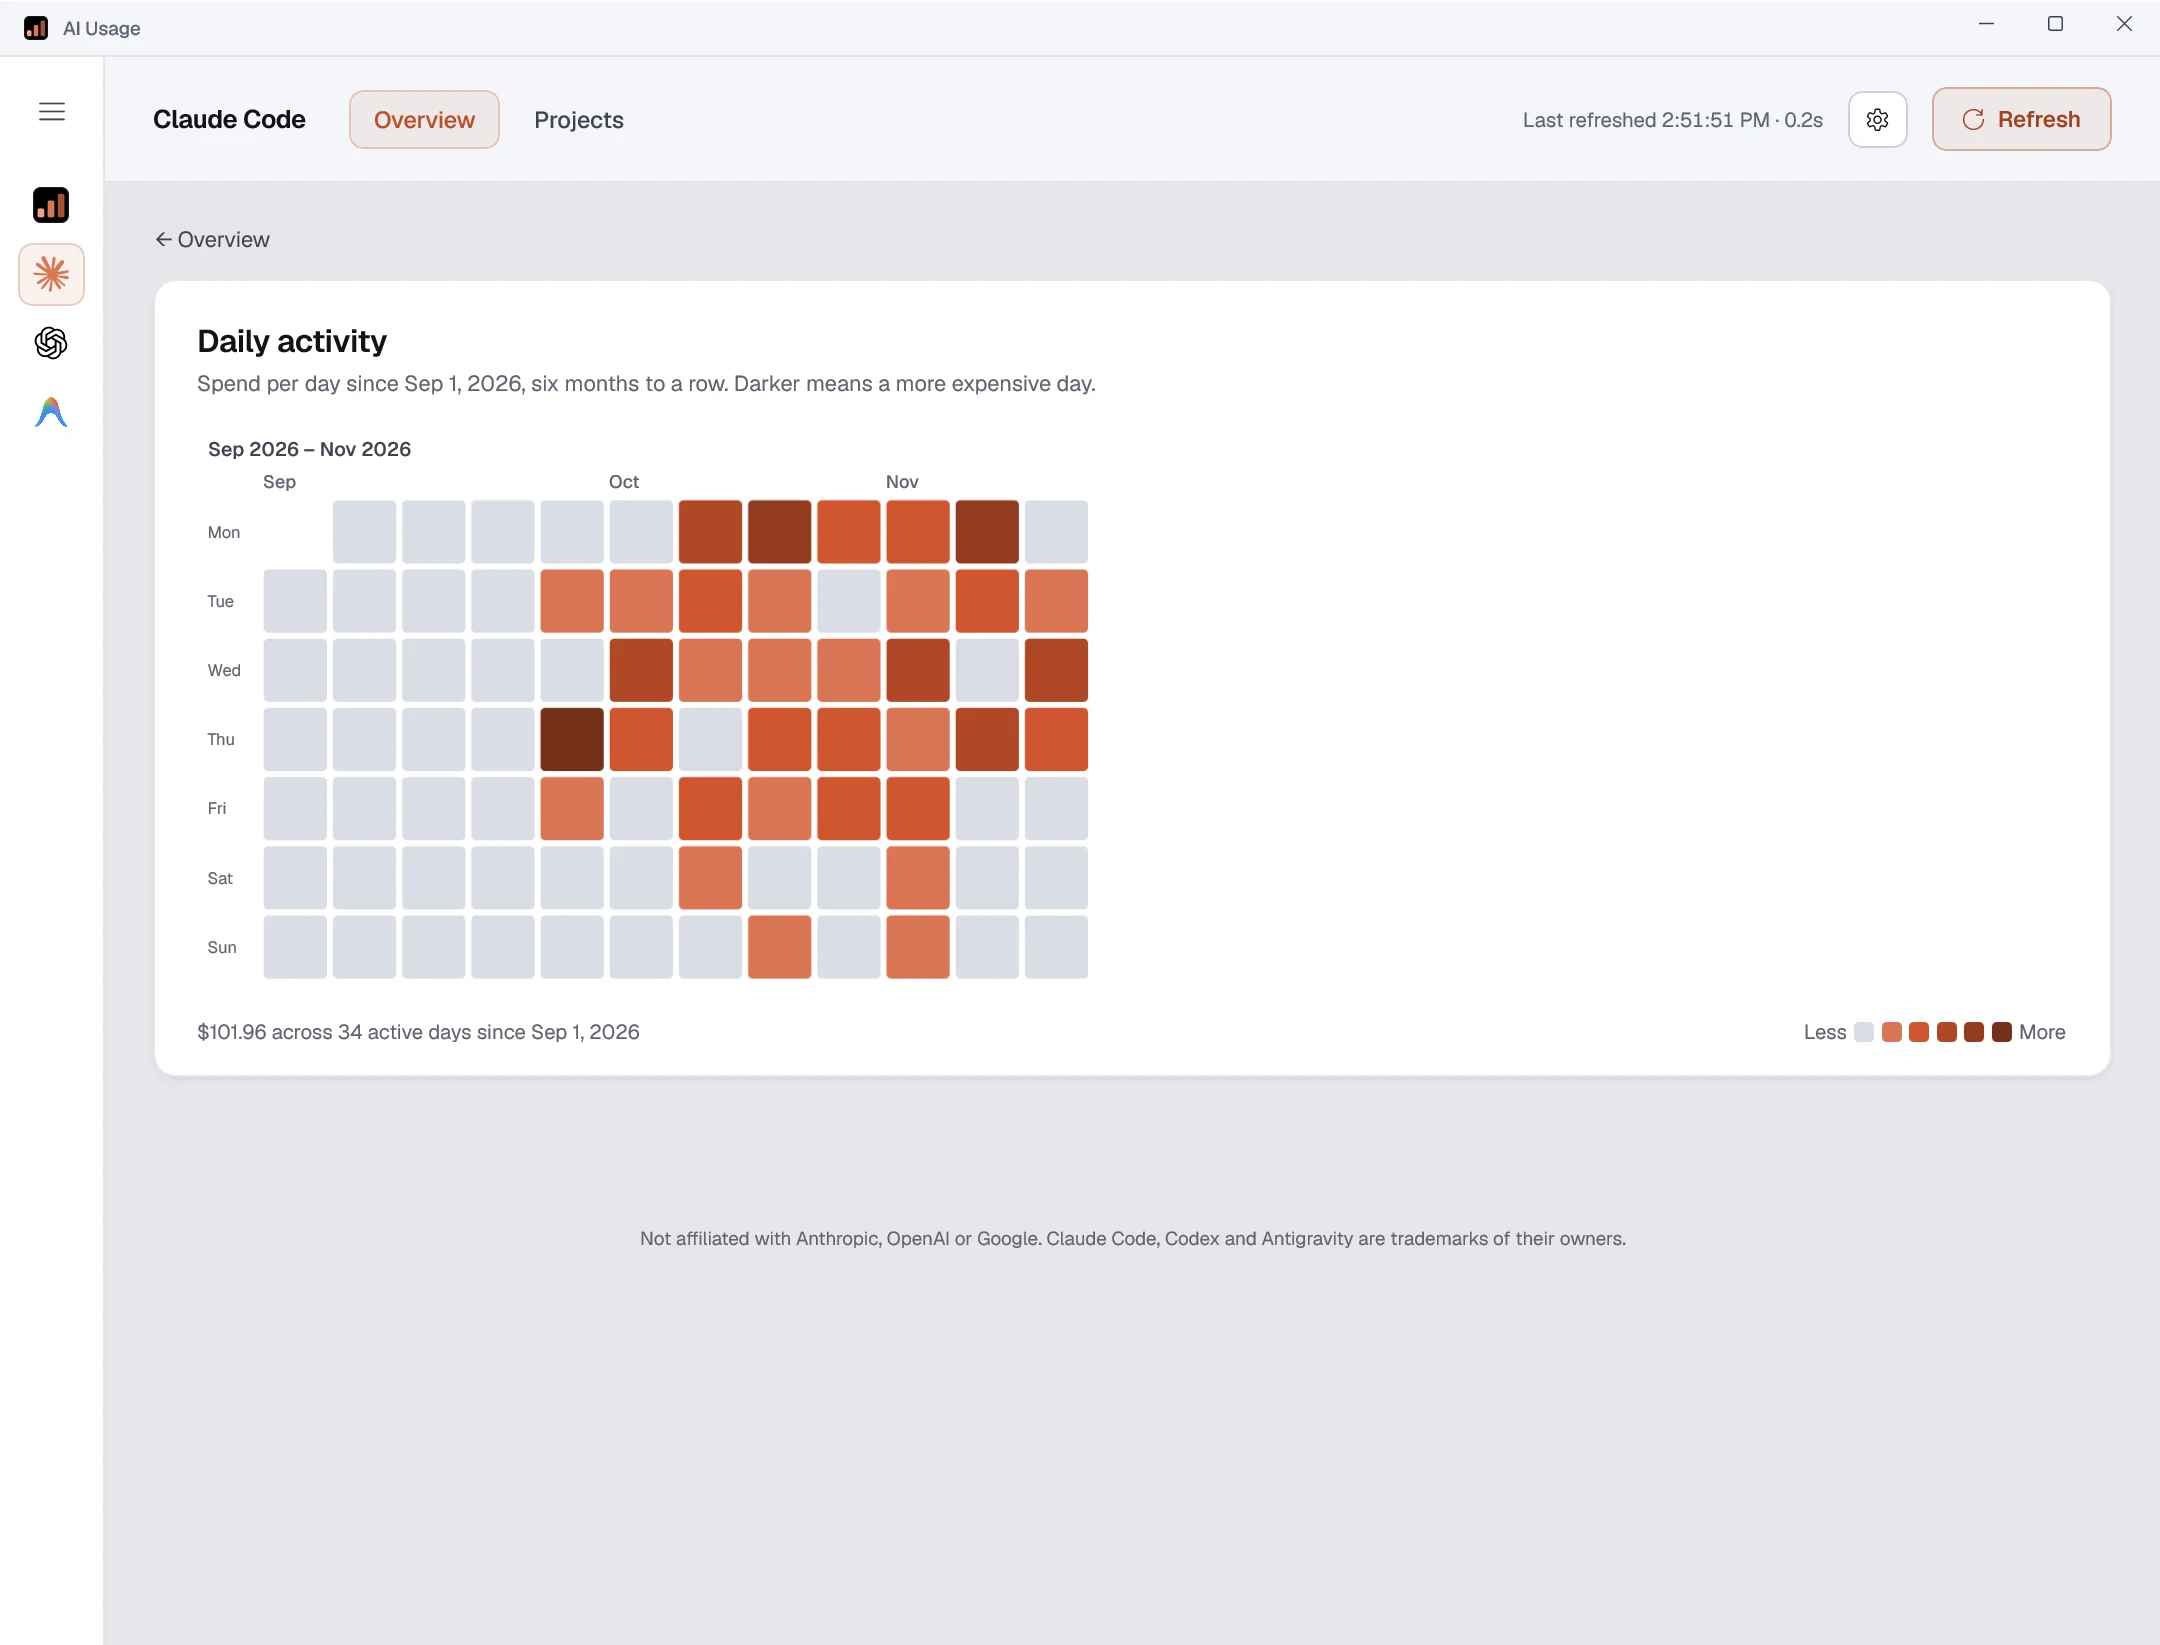 AI Usage
Claude Code
Overview
Projects
Last refreshed 2:51:51 PM · 0.2s
Refresh
← Overview
Daily activity
Spend per day since Sep 1, 2026, six months to a row. Darker means a more expensive day.
Sep 2026 – Nov 2026
Sep Oct Nov
Mon
Tue
Wed
Thu
Fri
Sat
Sun
$101.96 across 34 active days since Sep 1, 2026
Less More
Not affiliated with Anthropic, OpenAI or Google. Claude Code, Codex and Antigravity are trademarks of their owners.